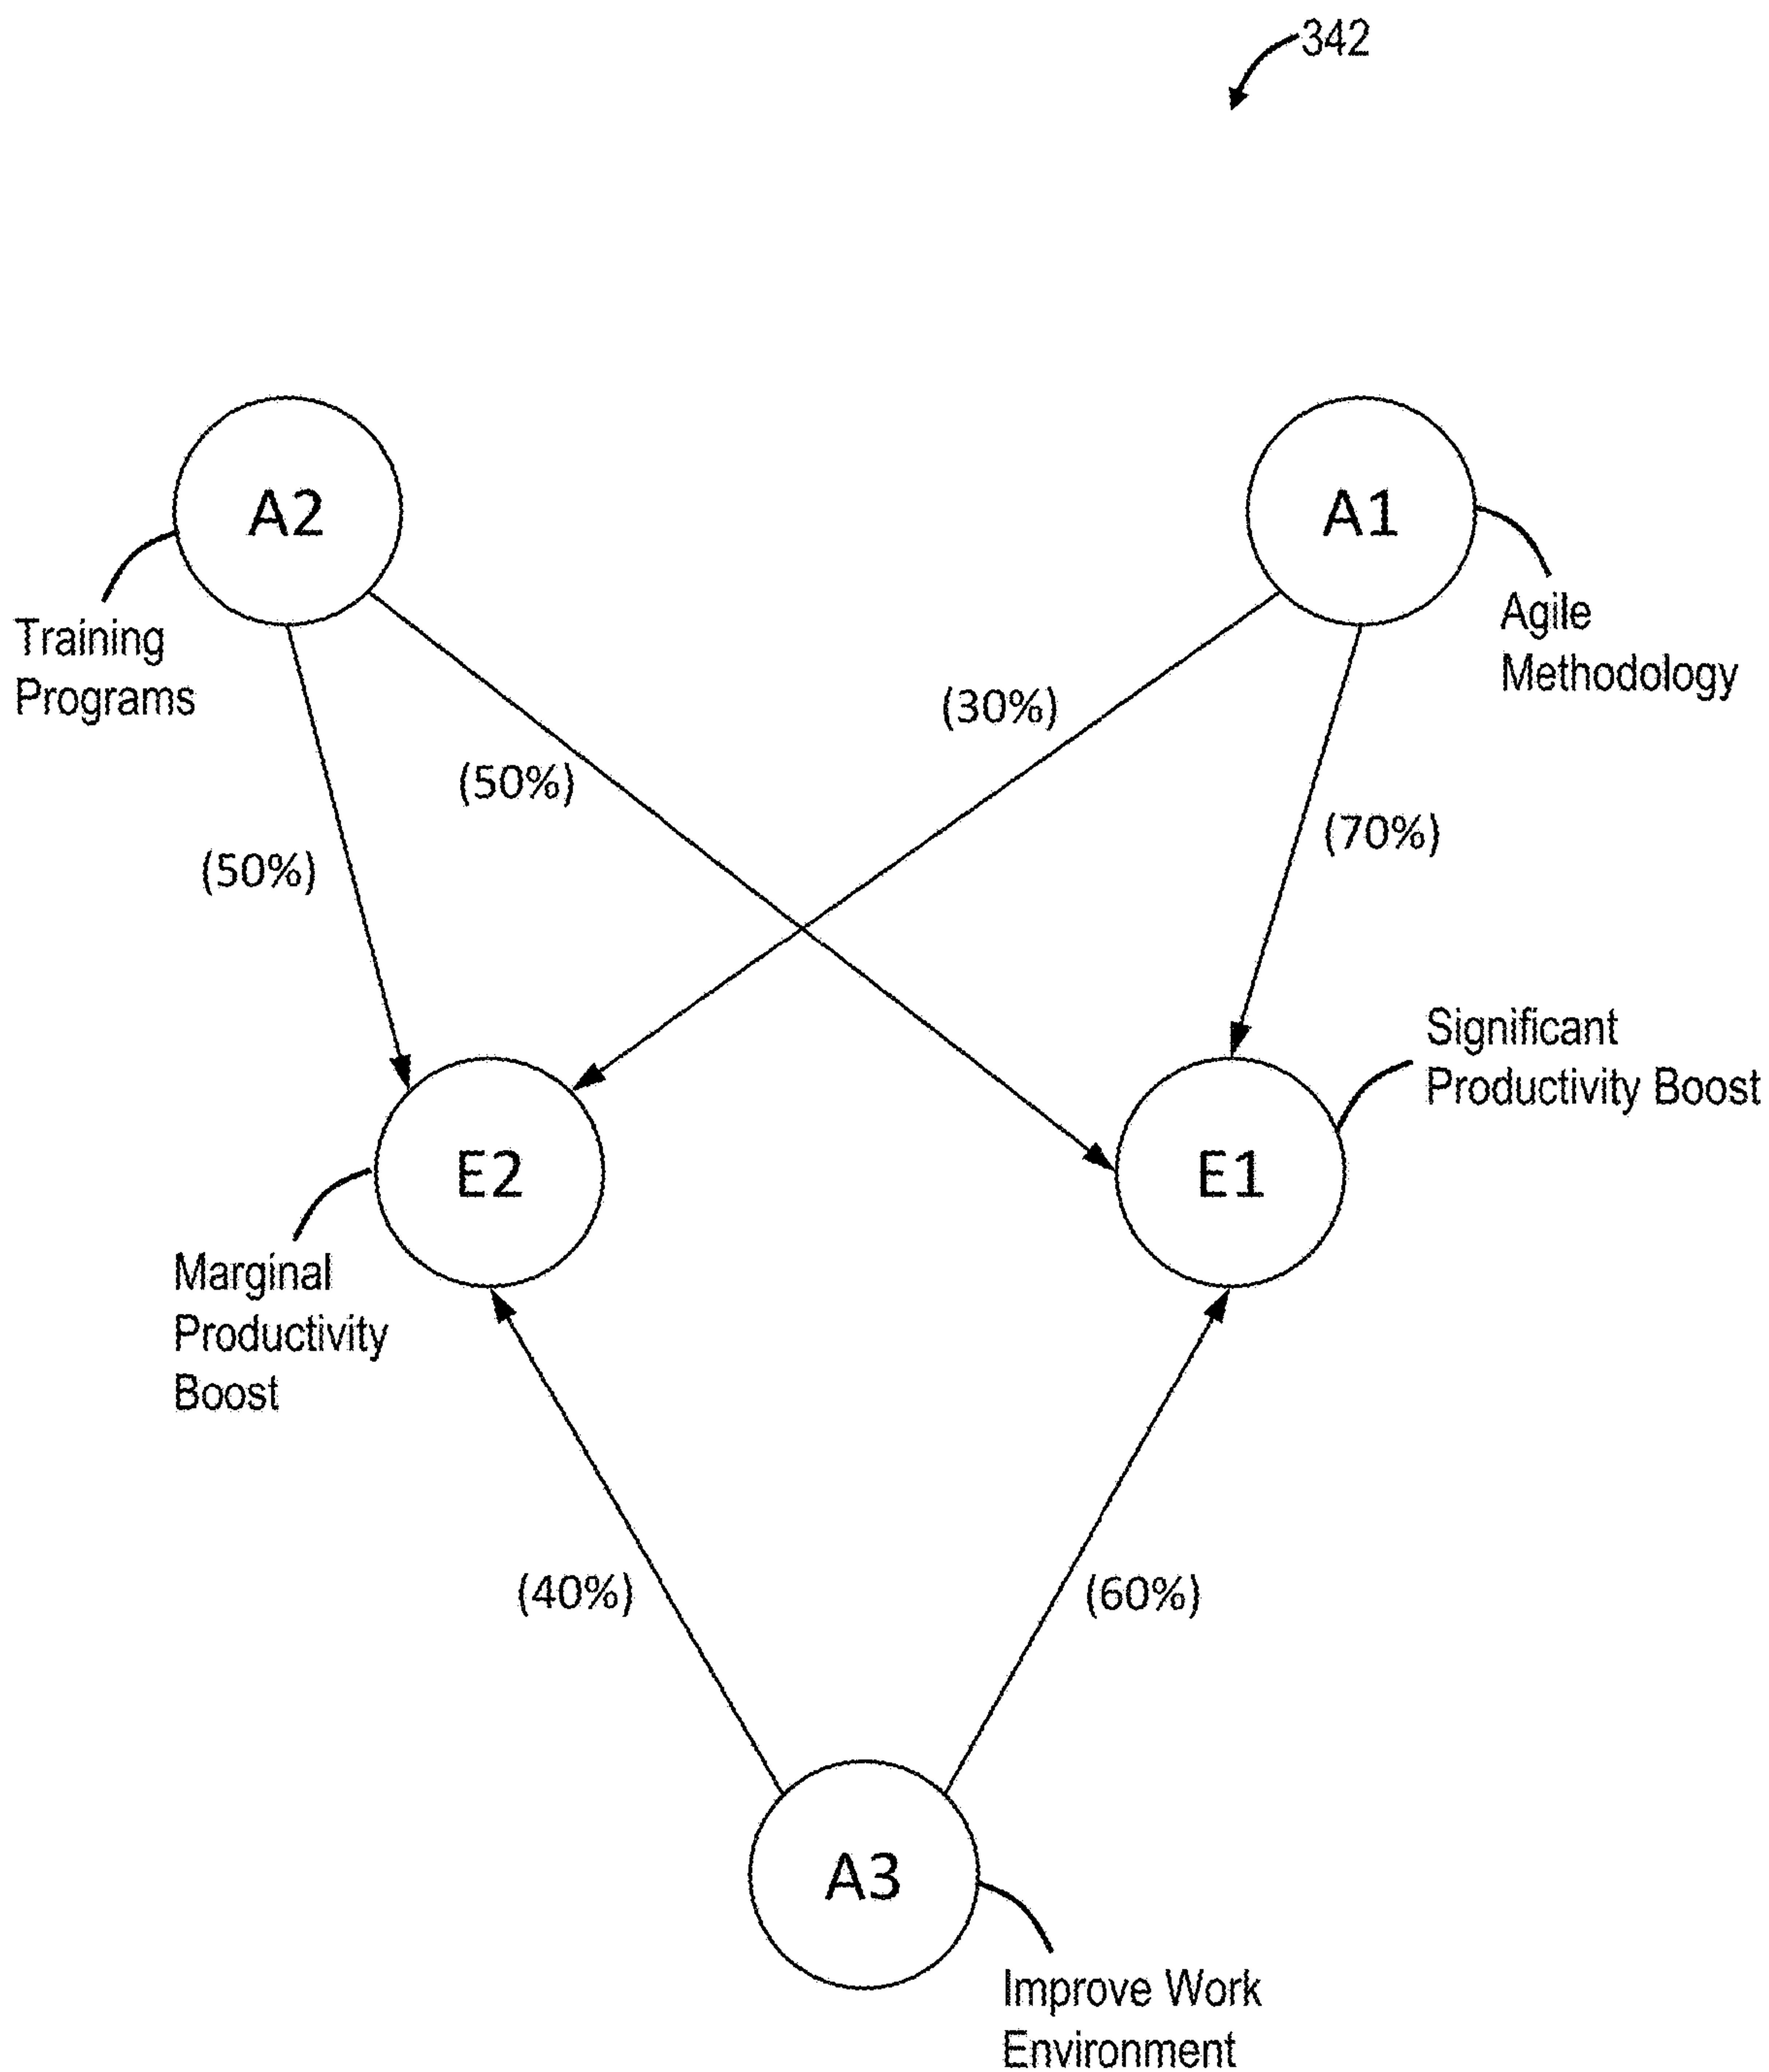 342
A2
A1
Training
Programs
Agile
Methodology
(30%)
(50%)
(70%)
(50%)
Significant
Productivity Boost
E2
E1
Marginal
Productivity
Boost
(40%)
(60%)
A3
Improve Work
Environment